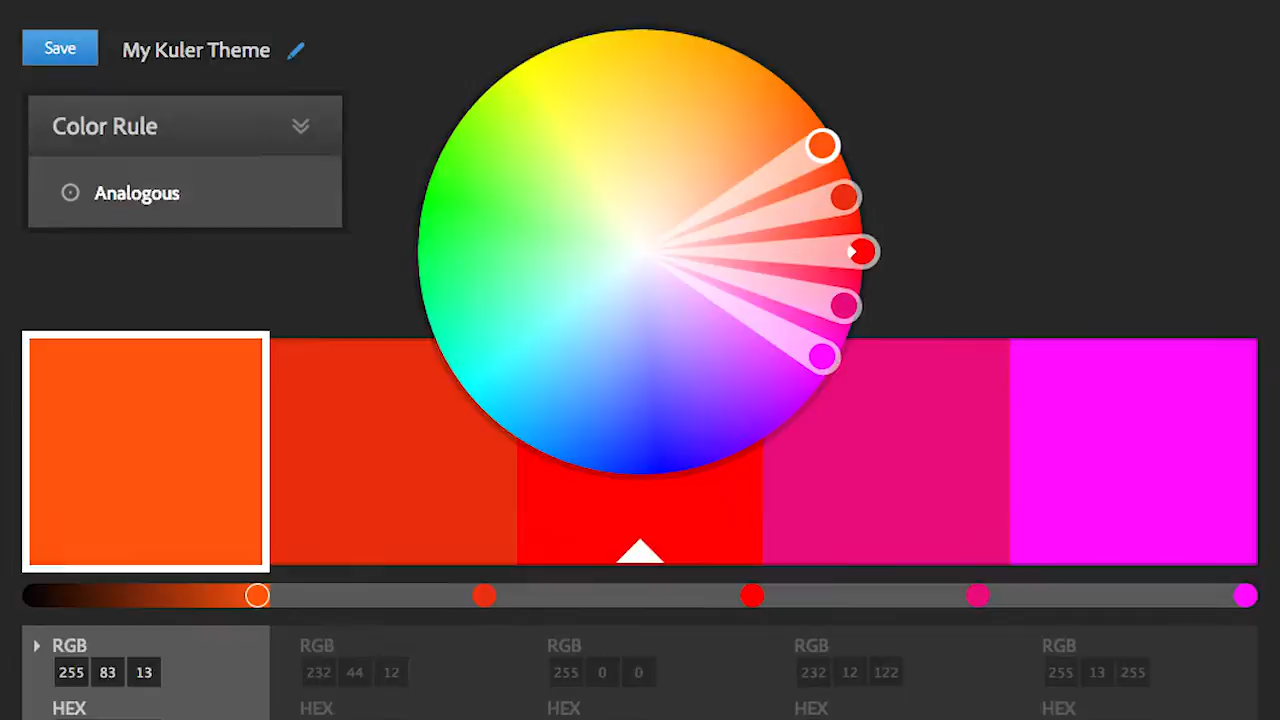 Save My Kuler Theme
Color Rule
Analogous
RGB RGB RGB RGB RGB
255 83 13 232 44 12 255 0 0 232 12 122 255 13 255
HEX HEX HEX HEX HEX